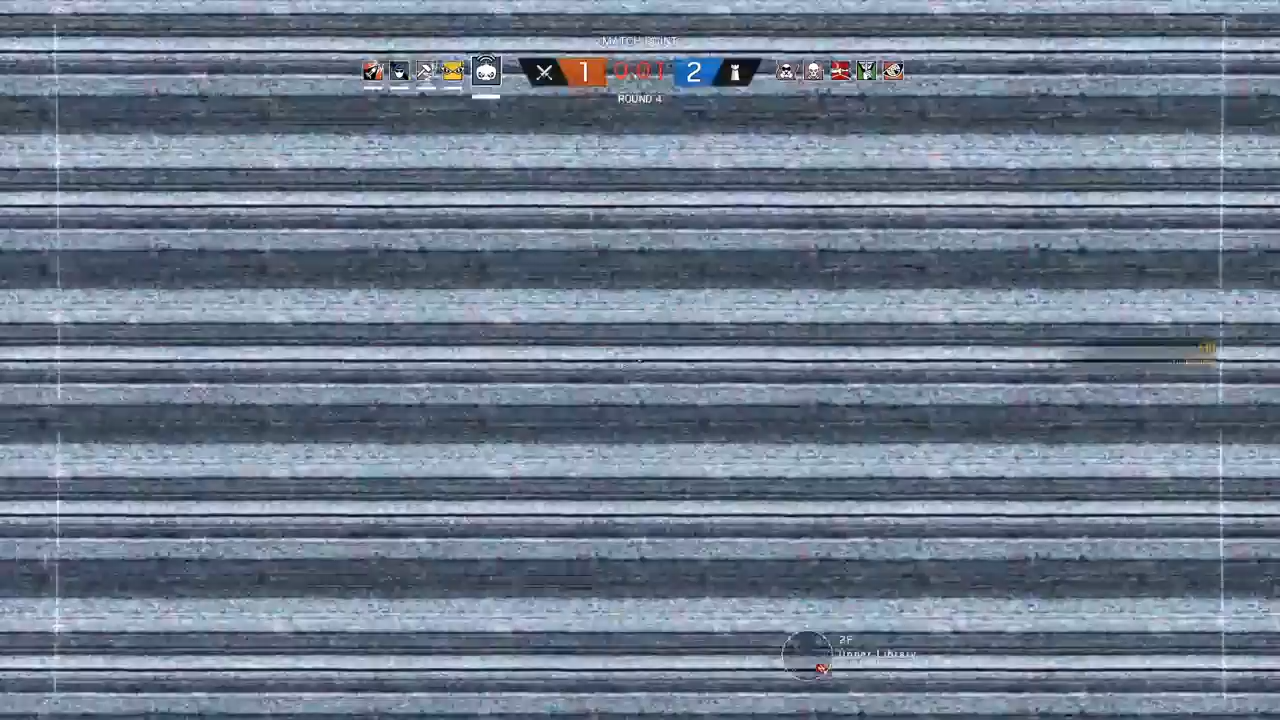 MATCH POINT
1 0:01 2
ROUND 4
2F
Upper Library